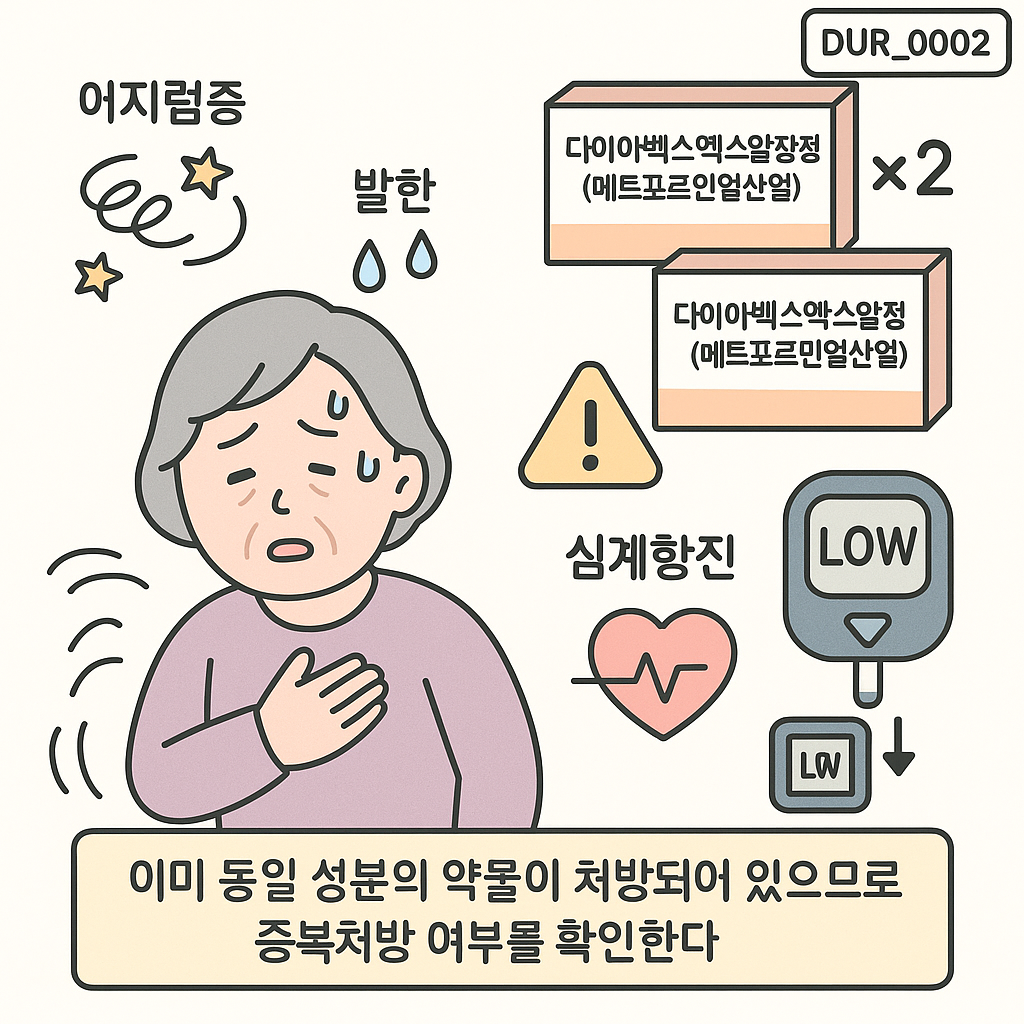 DUR_0002
어지럼증
발한
다이아벡스엑스알장정
(메트포르인얼산얼)
×2
다이아벡스액스알정
(메트포르민얼산얼)
심계항진
LOW
LOW
이미 동일 성분의 약물이 처방되어 있으므로
중복처방 여부를 확인한다